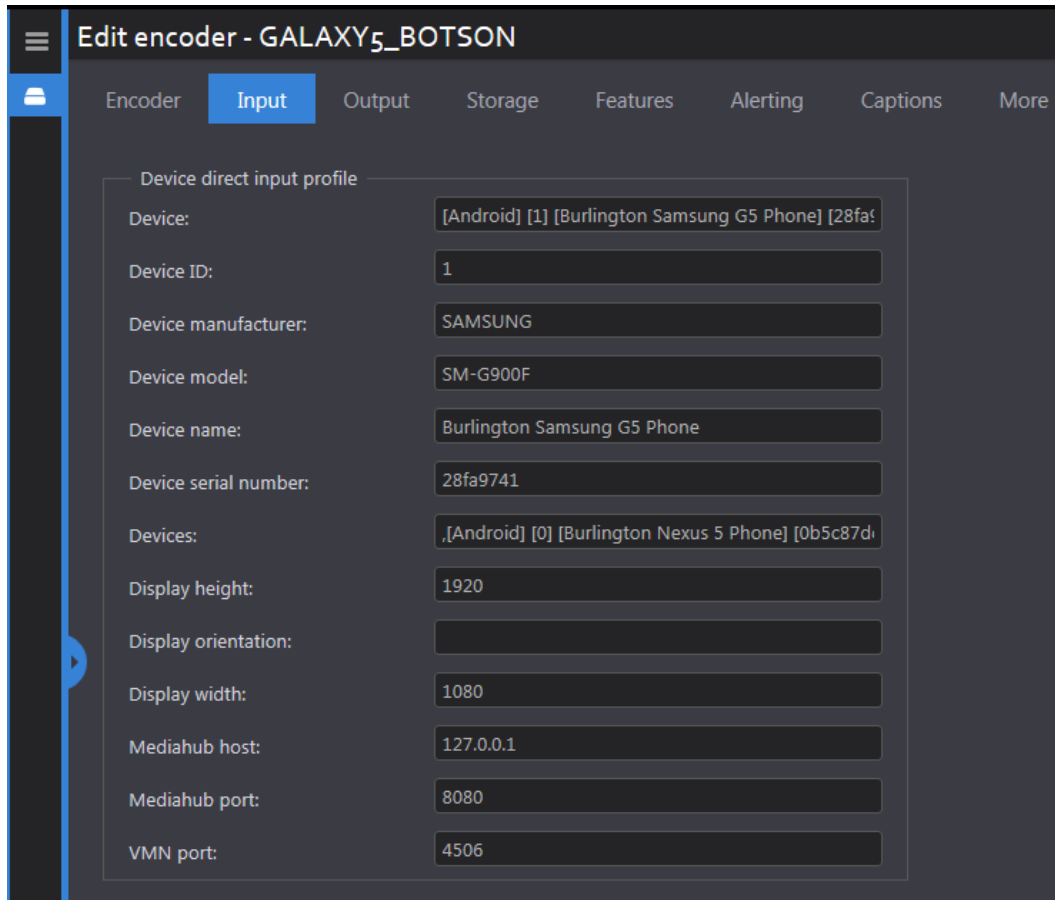 Edit encoder - GALAXY5_BOTSON
Encoder Input Output Storage Features Alerting Captions More
Device direct input profile
Device: [Android] [1] [Burlington Samsung G5 Phone] [28fa9
Device ID: 1
Device manufacturer: SAMSUNG
Device model: SM-G900F
Device name: Burlington Samsung G5 Phone
Device serial number: 28fa9741
Devices: ,[Android] [0] [Burlington Nexus 5 Phone] [0b5c87d
Display height: 1920
Display orientation:
Display width: 1080
Mediahub host: 127.0.0.1
Mediahub port: 8080
VMN port: 4506